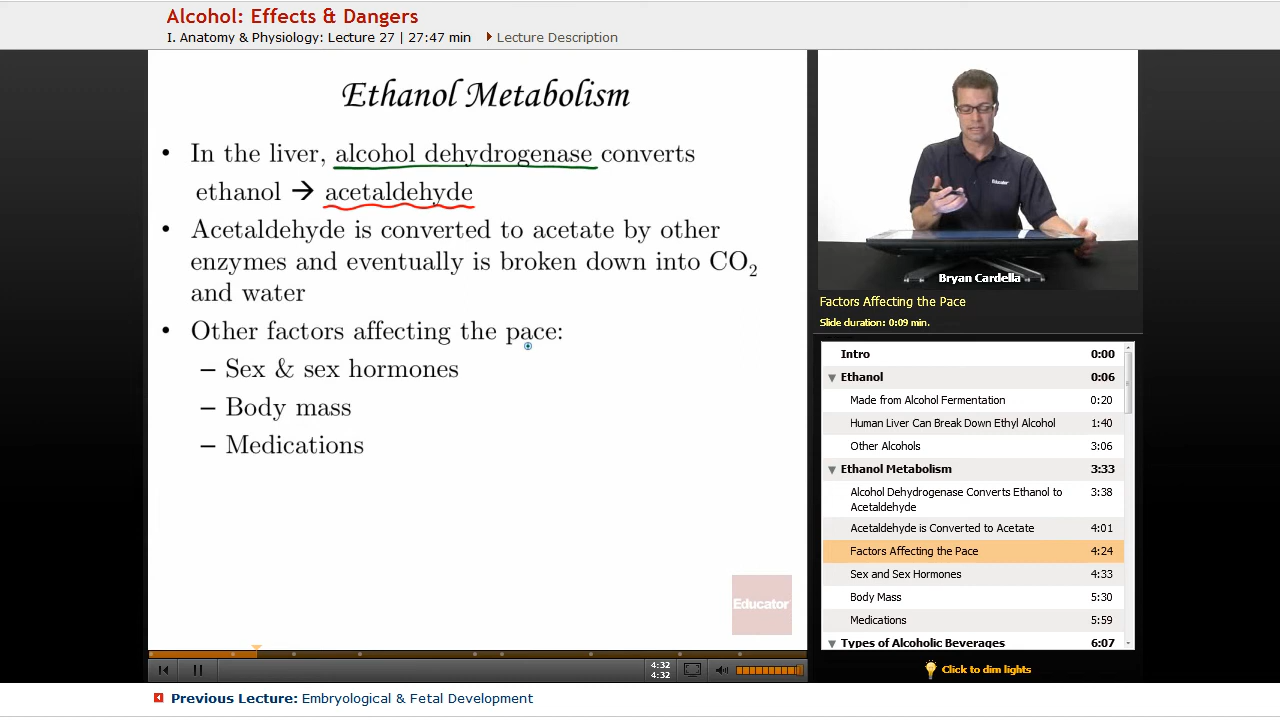 Alcohol: Effects & Dangers
I. Anatomy & Physiology: Lecture 27 | 27:47 min
Lecture Description
Ethanol Metabolism
• In the liver, alcohol dehydrogenase converts
ethanol → acetaldehyde
• Acetaldehyde is converted to acetate by other
enzymes and eventually is broken down into CO₂
and water
• Other factors affecting the pace:
– Sex & sex hormones
– Body mass
– Medications
Educator
4:32
4:32
Educator
Bryan Cardella
Factors Affecting the Pace
Slide duration: 0:09 min.
Intro 0:00
Ethanol 0:06
Made from Alcohol Fermentation 0:20
Human Liver Can Break Down Ethyl Alcohol 1:40
Other Alcohols 3:06
Ethanol Metabolism 3:33
Alcohol Dehydrogenase Converts Ethanol to 3:38
Acetaldehyde
Acetaldehyde is Converted to Acetate 4:01
Factors Affecting the Pace 4:24
Sex and Sex Hormones 4:33
Body Mass 5:30
Medications 5:59
Types of Alcoholic Beverages 6:07
Click to dim lights
Previous Lecture: Embryological & Fetal Development